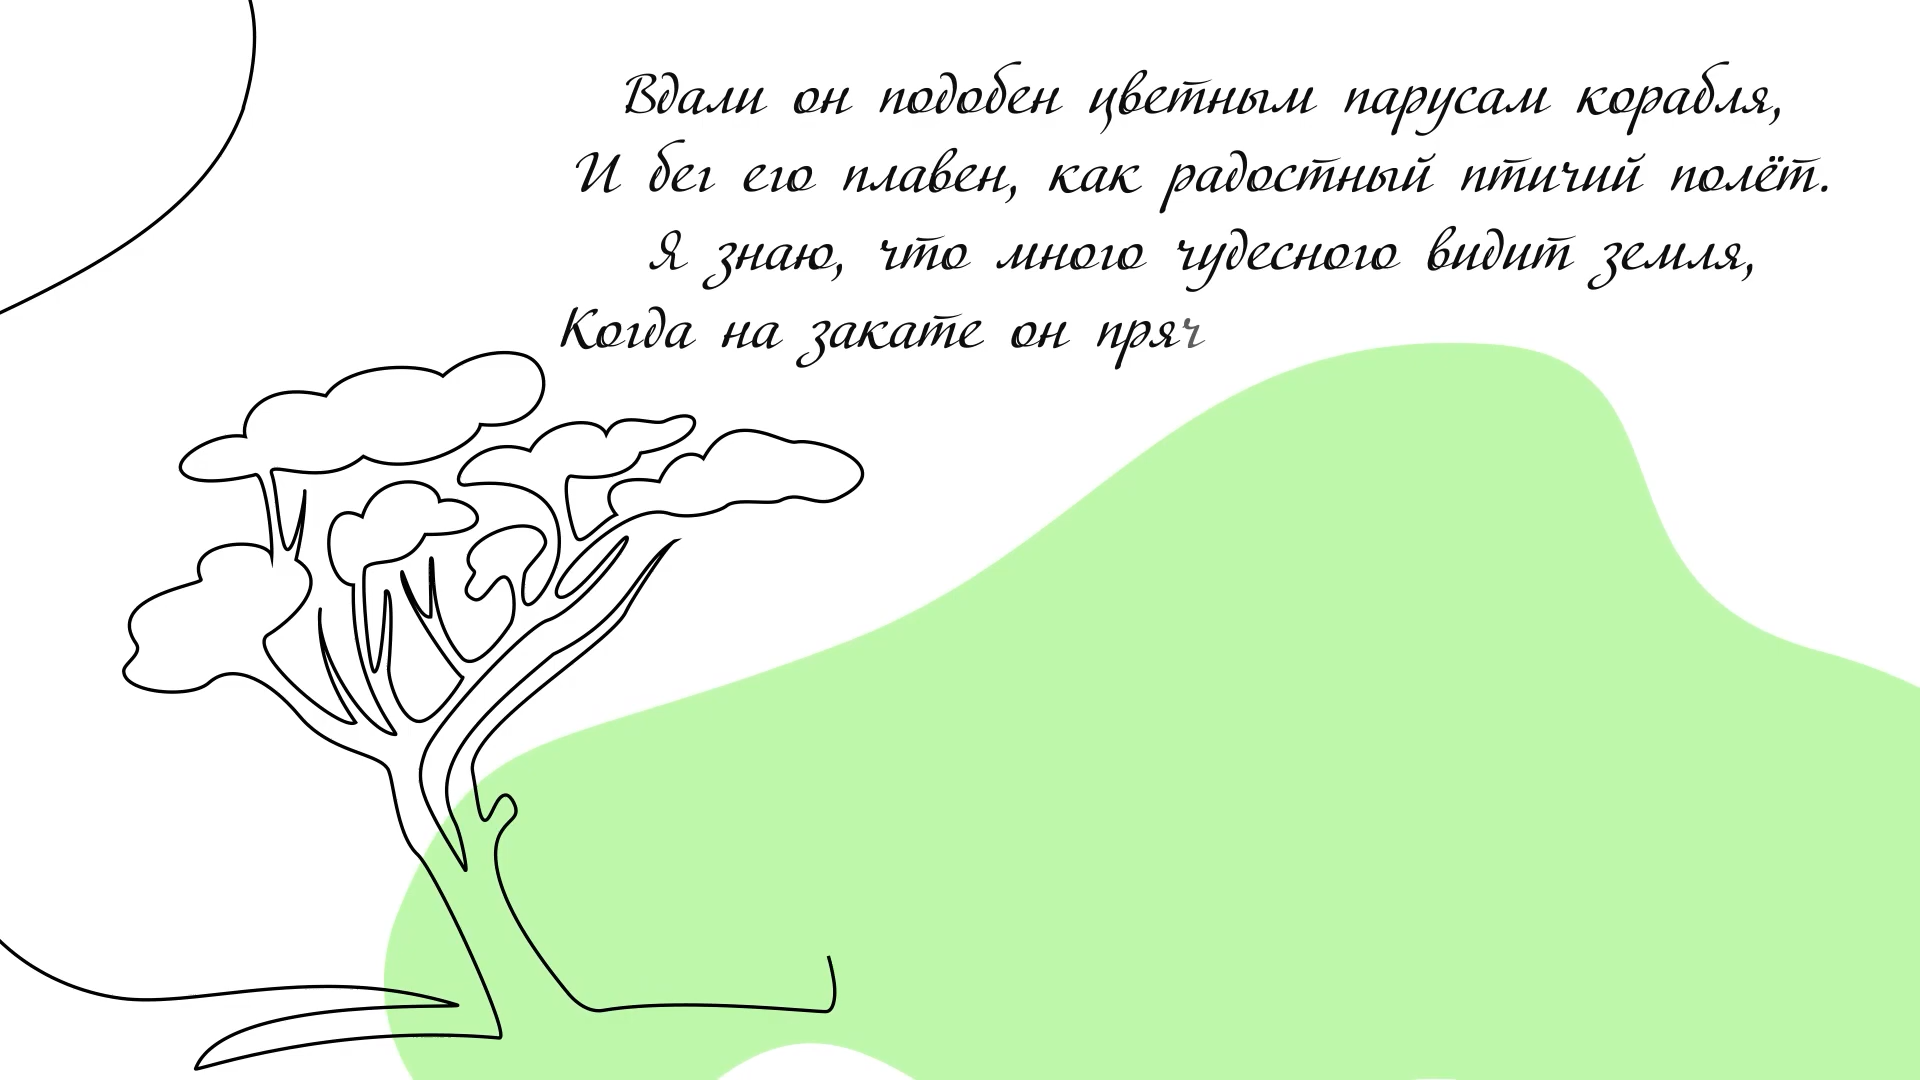 Вдали он подобен цветным парусам корабля,
И бег его плавен, как радостный птичий полёт.
Я знаю, что много чудесного видит земля,
Когда на закате он пряч